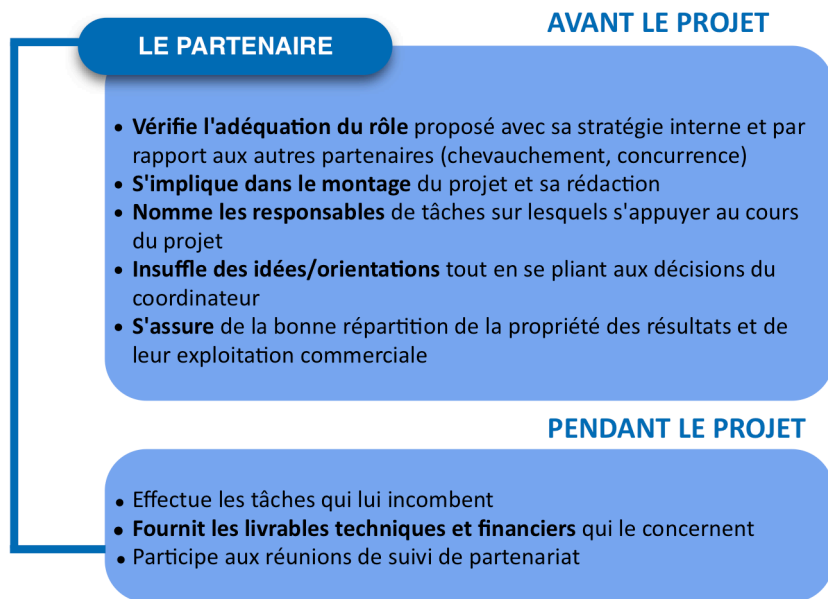 AVANT LE PROJET
LE PARTENAIRE
• Vérifie l'adéquation du rôle proposé avec sa stratégie interne et par
rapport aux autres partenaires (chevauchement, concurrence)
• S'implique dans le montage du projet et sa rédaction
• Nomme les responsables de tâches sur lesquels s'appuyer au cours
du projet
• Insuffle des idées/orientations tout en se pliant aux décisions du
coordinateur
• S'assure de la bonne répartition de la propriété des résultats et de
leur exploitation commerciale
PENDANT LE PROJET
• Effectue les tâches qui lui incombent
• Fournit les livrables techniques et financiers qui le concernent
• Participe aux réunions de suivi de partenariat